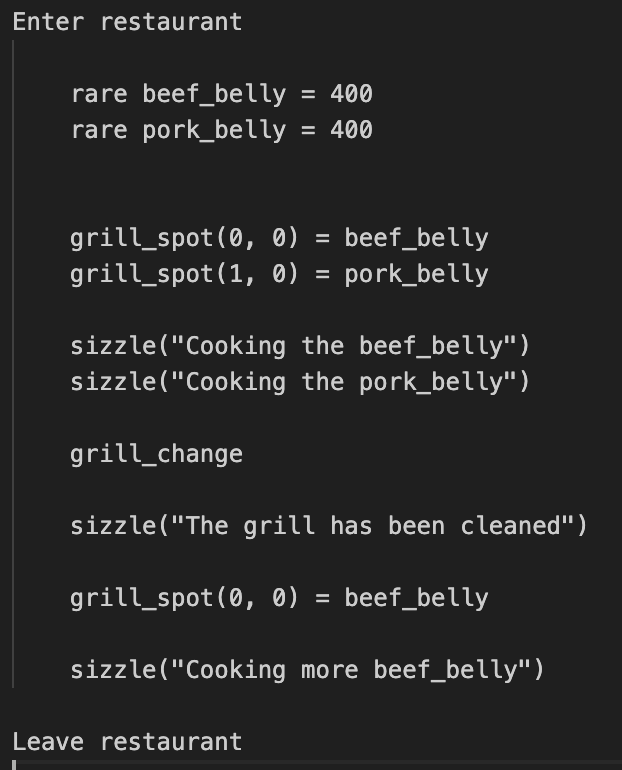 Enter restaurant
rare beef_belly = 400
rare pork_belly = 400
grill_spot(0, 0) = beef_belly
grill_spot(1, 0) = pork_belly
sizzle("Cooking the beef_belly")
sizzle("Cooking the pork_belly")
grill_change
sizzle("The grill has been cleaned")
grill_spot(0, 0) = beef_belly
sizzle("Cooking more beef_belly")
Leave restaurant